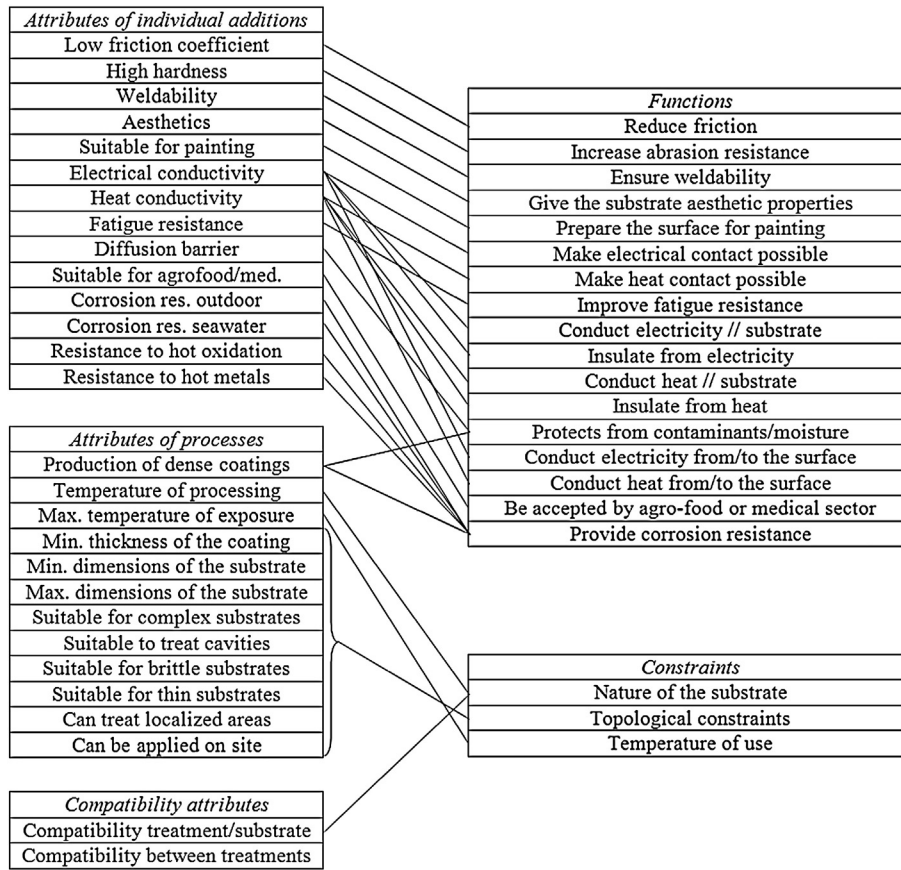 Attributes of individual additions
Low friction coefficient
High hardness
Weldability
Aesthetics
Suitable for painting
Electrical conductivity
Heat conductivity
Fatigue resistance
Diffusion barrier
Suitable for agrofood/med.
Corrosion res. outdoor
Corrosion res. seawater
Resistance to hot oxidation
Resistance to hot metals
Attributes of processes
Production of dense coatings
Temperature of processing
Max. temperature of exposure
Min. thickness of the coating
Min. dimensions of the substrate
Max. dimensions of the substrate
Suitable for complex substrates
Suitable to treat cavities
Suitable for brittle substrates
Suitable for thin substrates
Can treat localized areas
Can be applied on site
Compatibility attributes
Compatibility treatment/substrate
Compatibility between treatments
Functions
Reduce friction
Increase abrasion resistance
Ensure weldability
Give the substrate aesthetic properties
Prepare the surface for painting
Make electrical contact possible
Make heat contact possible
Improve fatigue resistance
Conduct electricity // substrate
Insulate from electricity
Conduct heat // substrate
Insulate from heat
Protects from contaminants/moisture
Conduct electricity from/to the surface
Conduct heat from/to the surface
Be accepted by agro-food or medical sector
Provide corrosion resistance
Constraints
Nature of the substrate
Topological constraints
Temperature of use